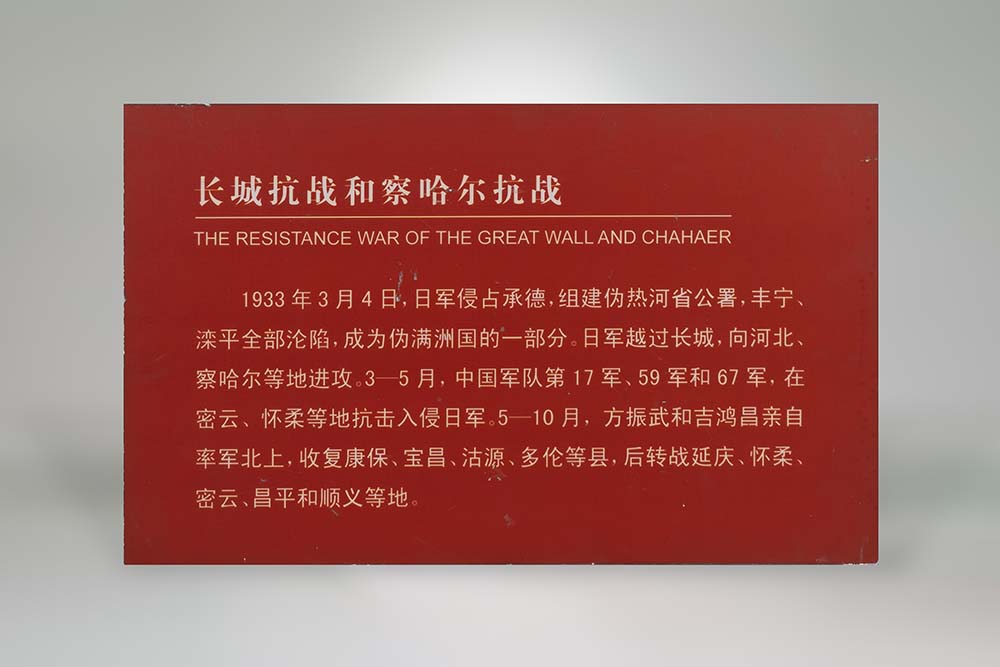 长城抗战和察哈尔抗战
THE RESISTANCE WAR OF THE GREAT WALL AND CHAHAER
1933年3月4日,日军侵占承德,组建伪热河省公署,丰宁、
滦平全部沦陷,成为伪满洲国的一部分。日军越过长城,向河北、
察哈尔等地进攻。3—5月,中国军队第17军、59军和67军,在
密云、怀柔等地抗击入侵日军。5—10月,方振武和吉鸿昌亲自
率军北上,收复康保、宝昌、沽源、多伦等县,后转战延庆、怀柔、
密云、昌平和顺义等地。